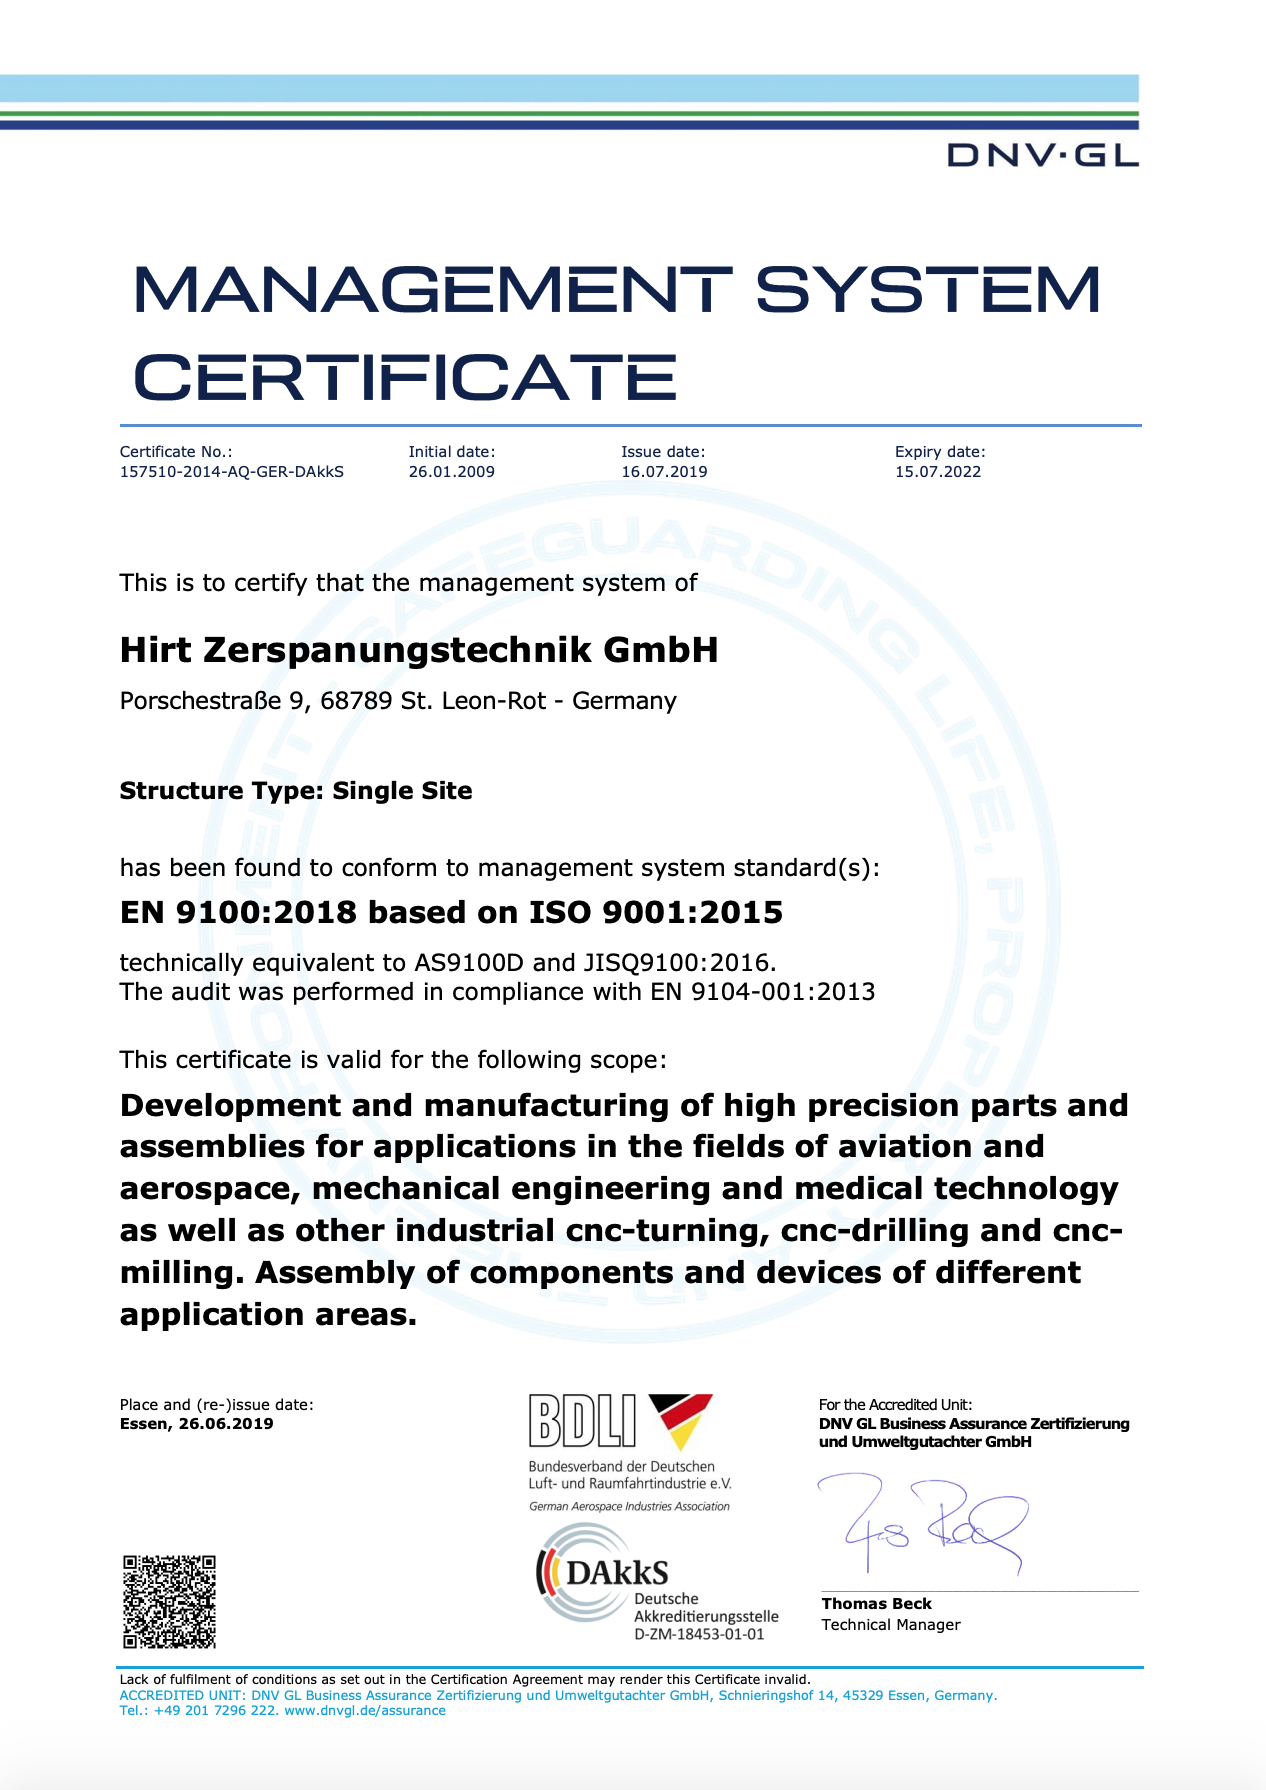 DNV·GL
MANAGEMENT SYSTEM
CERTIFICATE
Certificate No.:
157510-2014-AQ-GER-DAkkS
Initial date:
26.01.2009
Issue date:
16.07.2019
Expiry date:
15.07.2022
SAFEGUARDING LIFE, PROPERTY AND THE ENVIRONMENT
This is to certify that the management system of
Hirt Zerspanungstechnik GmbH
Porschestraße 9, 68789 St. Leon-Rot - Germany
Structure Type: Single Site
has been found to conform to management system standard(s):
EN 9100:2018 based on ISO 9001:2015
technically equivalent to AS9100D and JISQ9100:2016.
The audit was performed in compliance with EN 9104-001:2013
This certificate is valid for the following scope:
Development and manufacturing of high precision parts and
assemblies for applications in the fields of aviation and
aerospace, mechanical engineering and medical technology
as well as other industrial cnc-turning, cnc-drilling and cnc-
milling. Assembly of components and devices of different
application areas.
Place and (re-)issue date:
Essen, 26.06.2019
BDLI
Bundesverband der Deutschen
Luft- und Raumfahrtindustrie e.V.
German Aerospace Industries Association
DAkkS
Deutsche
Akkreditierungsstelle
D-ZM-18453-01-01
For the Accredited Unit:
DNV GL Business Assurance Zertifizierung
und Umweltgutachter GmbH
Thomas Beck
Technical Manager
Lack of fulfilment of conditions as set out in the Certification Agreement may render this Certificate invalid.
ACCREDITED UNIT: DNV GL Business Assurance Zertifizierung und Umweltgutachter GmbH, Schnieringshof 14, 45329 Essen, Germany.
Tel.: +49 201 7296 222. www.dnvgl.de/assurance